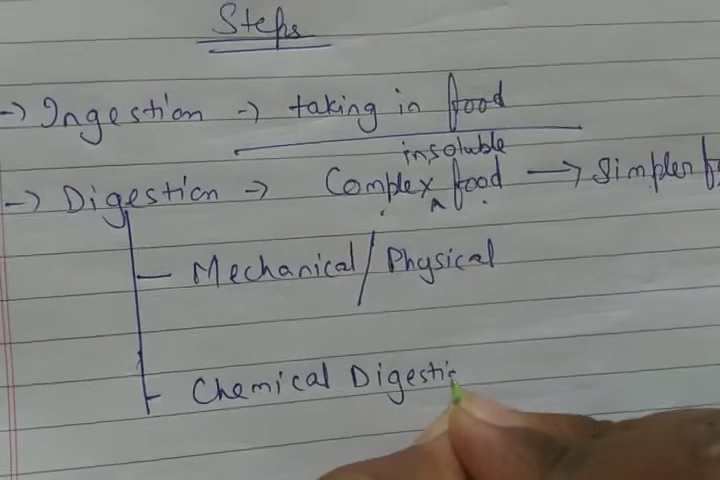 Steps
-> Ingestion -> taking in food
insoluble
-> Digestion -> Complex ^ food -> Simpler
- Mechanical/Physical
- Chemical Digesti